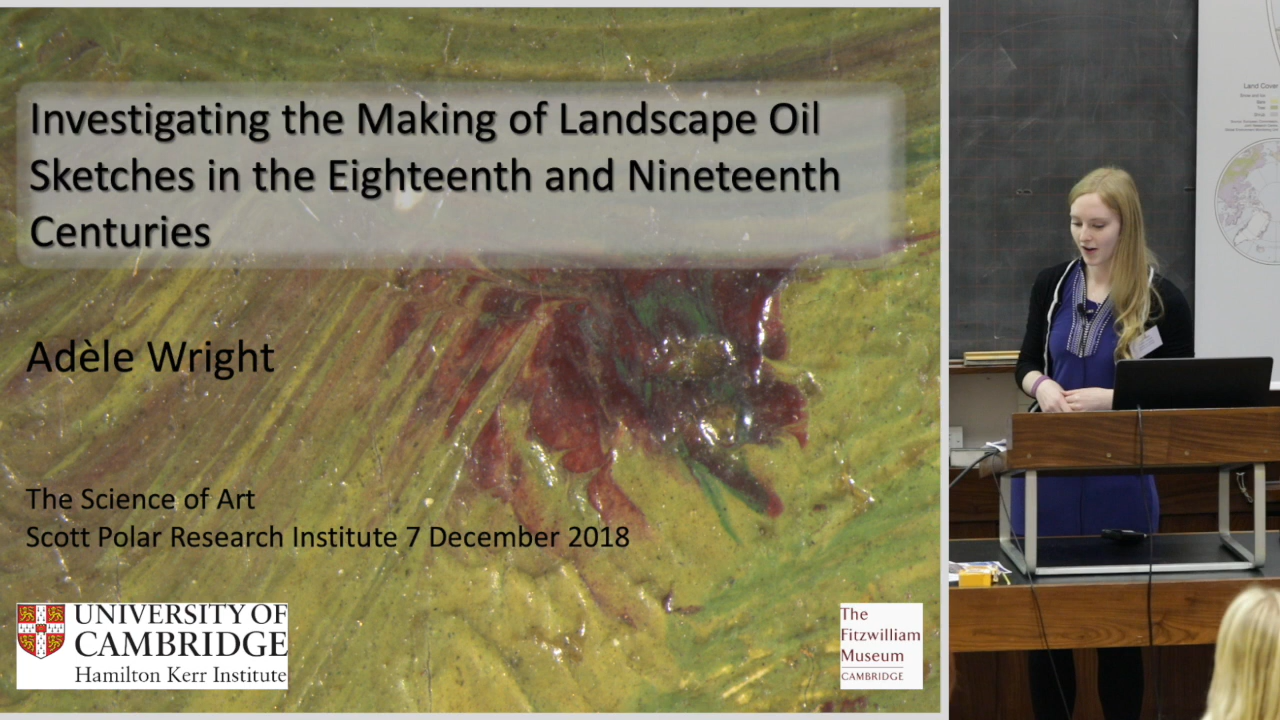 Investigating the Making of Landscape Oil
Sketches in the Eighteenth and Nineteenth
Centuries
Adèle Wright
The Science of Art
Scott Polar Research Institute 7 December 2018
UNIVERSITY OF
CAMBRIDGE
Hamilton Kerr Institute
The
Fitzwilliam
Museum
CAMBRIDGE
Land Cover